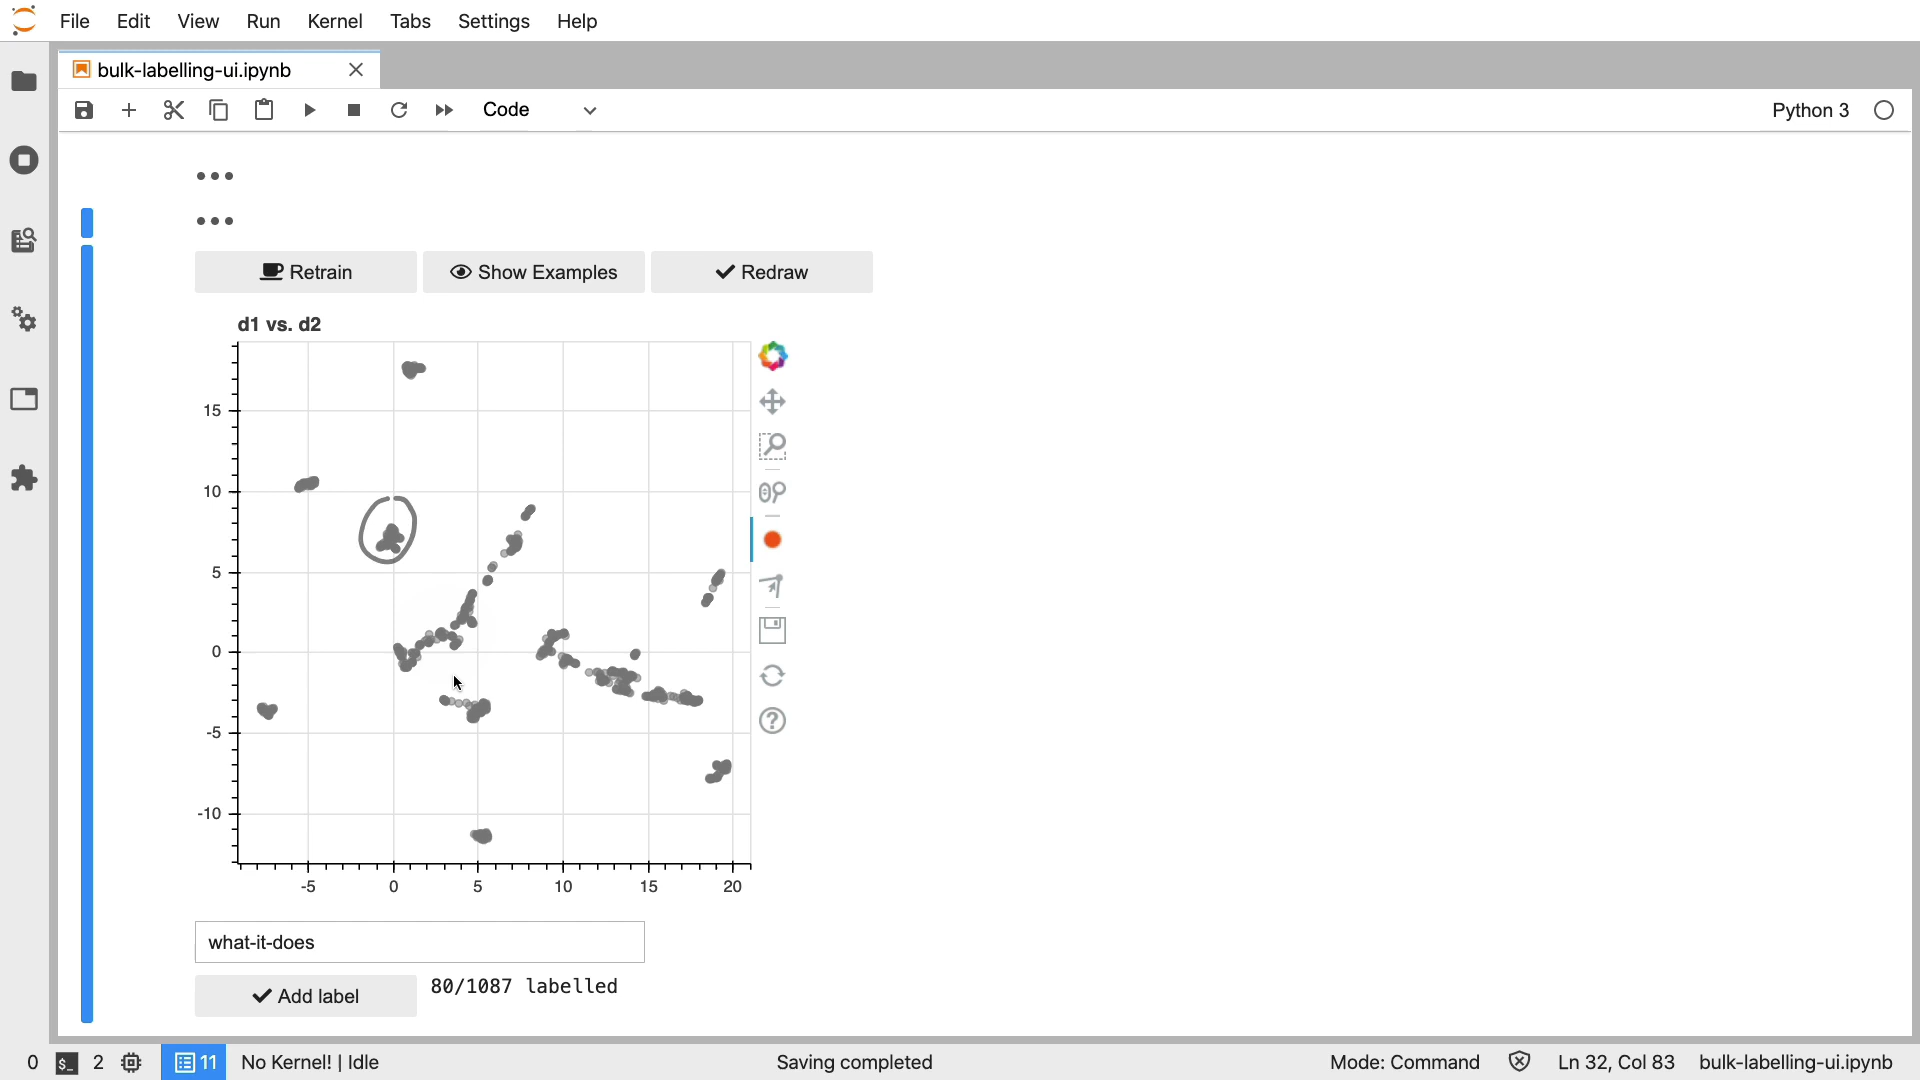 File Edit View Run Kernel Tabs Settings Help
bulk-labelling-ui.ipynb
Code
Python 3
Retrain
Show Examples
Redraw
d1 vs. d2
15
10
5
0
-5
-10
-5 0 5 10 15 20
what-it-does
Add label
80/1087 labelled
0
$_
2
11
No Kernel! | Idle
Saving completed
Mode: Command
Ln 32, Col 83
bulk-labelling-ui.ipynb